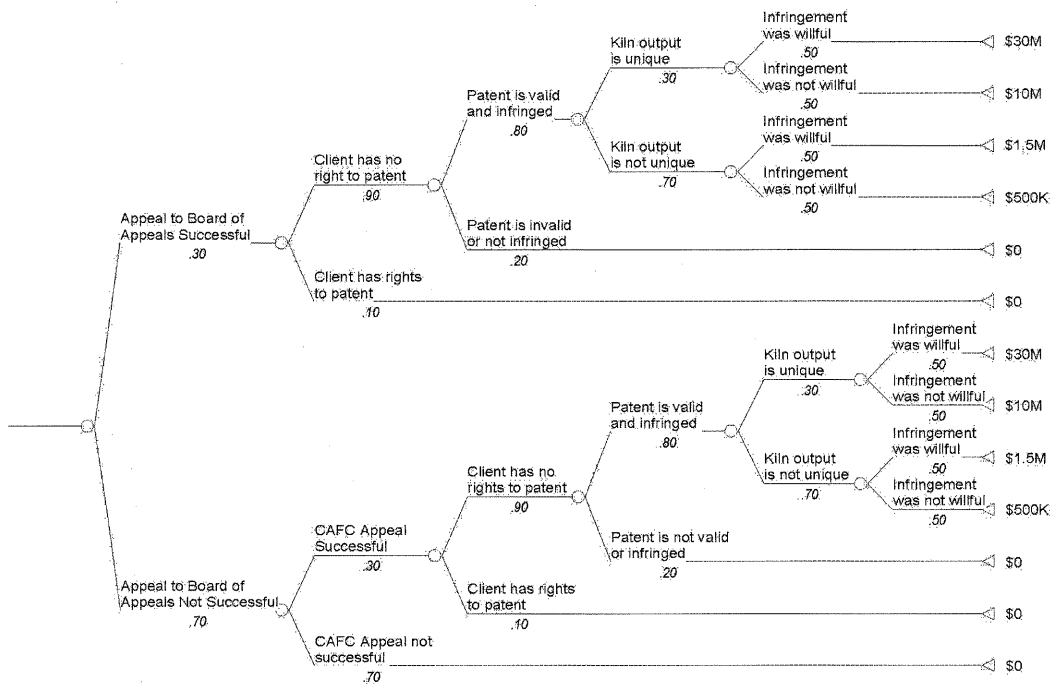 Infringement
was willful
.50
$30M
Kiln output
is unique
.30
Infringement
was not willful
.50
$10M
Patent is valid
and infringed
.80
Infringement
was willful
.50
$1.5M
Kiln output
is not unique
.70
Infringement
was not willful
.50
$500K
Client has no
right to patent
.90
Patent is invalid
or not infringed
.20
$0
Appeal to Board of
Appeals Successful
.30
Client has rights
to patent
.10
$0
Infringement
was willful
.50
$30M
Kiln output
is unique
.30
Infringement
was not willful
.50
$10M
Patent is valid
and infringed
.80
Infringement
was willful
.50
$1.5M
Kiln output
is not unique
.70
Infringement
was not willful
.50
$500K
Client has no
rights to patent
.90
Patent is not valid
or infringed
.20
$0
CAFC Appeal
Successful
.30
Client has rights
to patent
.10
$0
Appeal to Board of
Appeals Not Successful
.70
CAFC Appeal not
successful
.70
$0